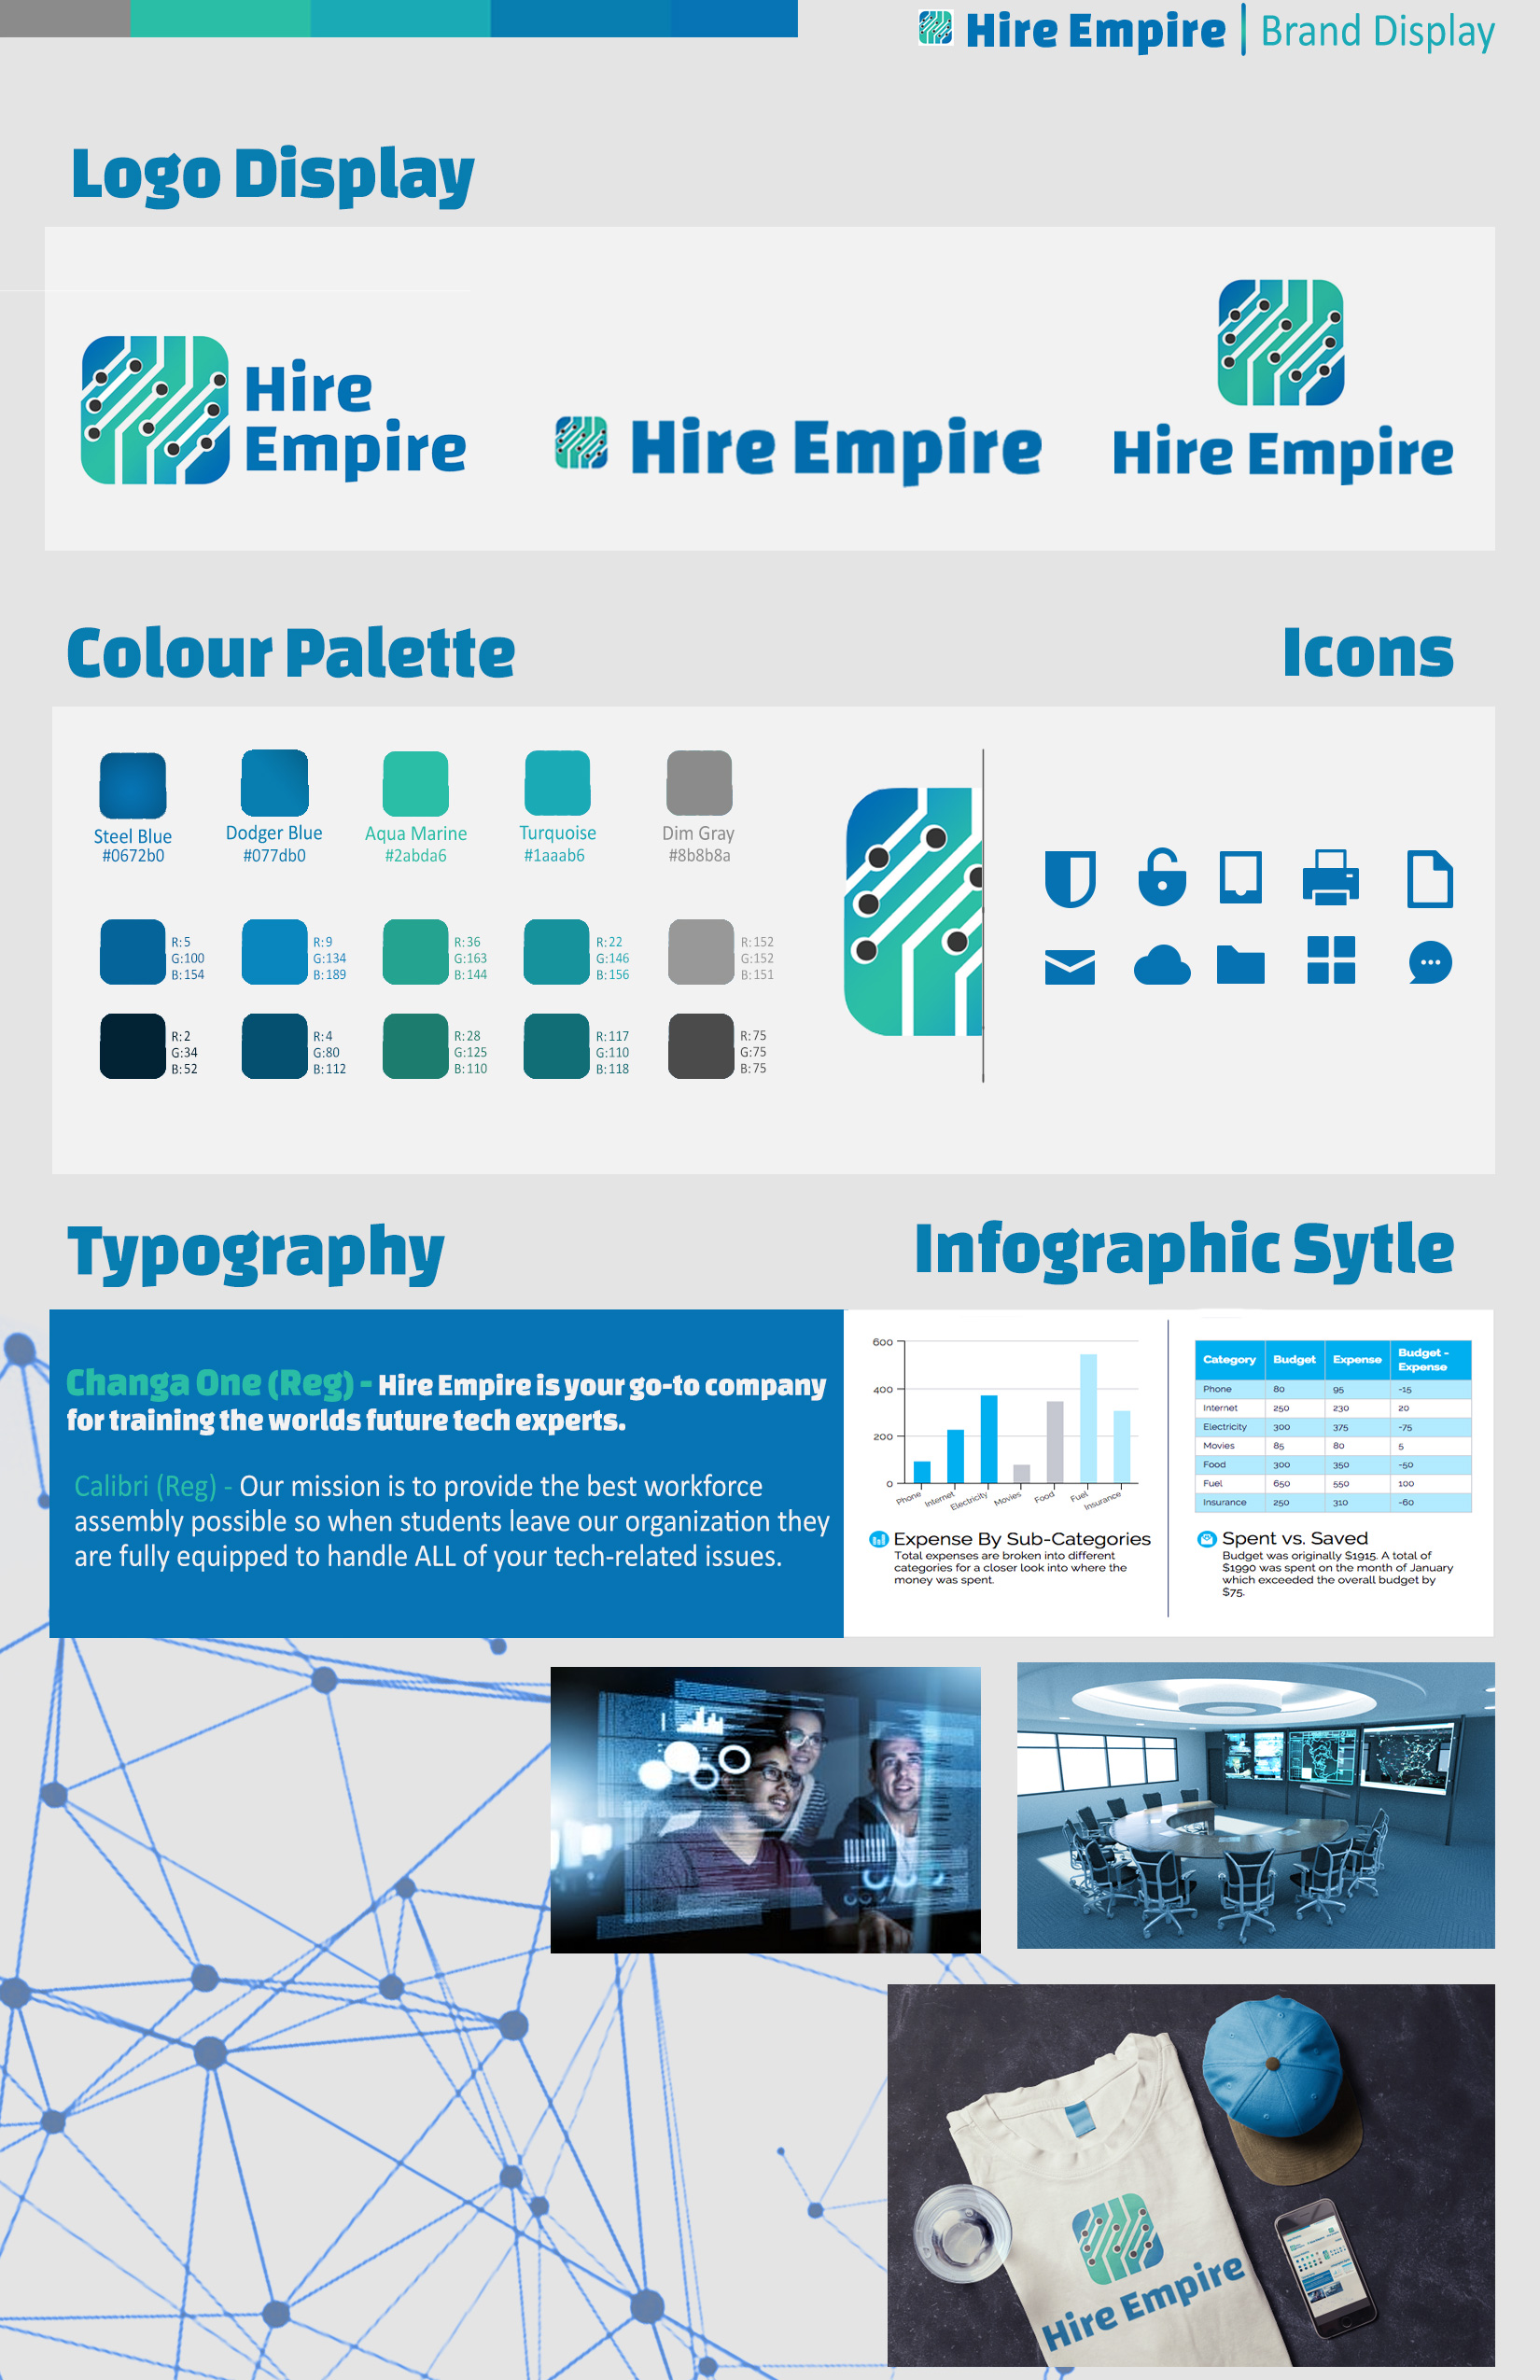 Hire Empire | Brand Display
Logo Display
Hire
Empire
Hire Empire
Hire Empire
Colour Palette
Icons
Steel Blue
#0672b0
Dodger Blue
#077db0
Aqua Marine
#2abda6
Turquoise
#1aaab6
Dim Gray
#8b8b8a
R:5
G:100
B:154
R:9
G:134
B:189
R:36
G:163
B:144
R:22
G:146
B:156
R:152
G:152
B:151
R:2
G:34
B:52
R:4
G:80
B:112
R:28
G:125
B:110
R:117
G:110
B:118
R:75
G:75
B:75
Typography
Infographic Sytle
Changa One (Reg) - Hire Empire is your go-to company
for training the worlds future tech experts.
Calibri (Reg) - Our mission is to provide the best workforce
assembly possible so when students leave our organization they
are fully equipped to handle ALL of your tech-related issues.
600
400
200
0
Phone Internet Electricity Movies Food Fuel Insurance
Expense By Sub-Categories
Total expenses are broken into different
categories for a closer look into where the
money was spent.
Category Budget Expense Budget - Expense
Phone 80 95 -15
Internet 250 230 20
Electricity 300 375 -75
Movies 85 80 5
Food 300 350 -50
Fuel 650 550 100
Insurance 250 310 -60
Spent vs. Saved
Budget was originally $1915. A total of
$1990 was spent on the month of January
which exceeded the overall budget by
$75.
Hire Empire